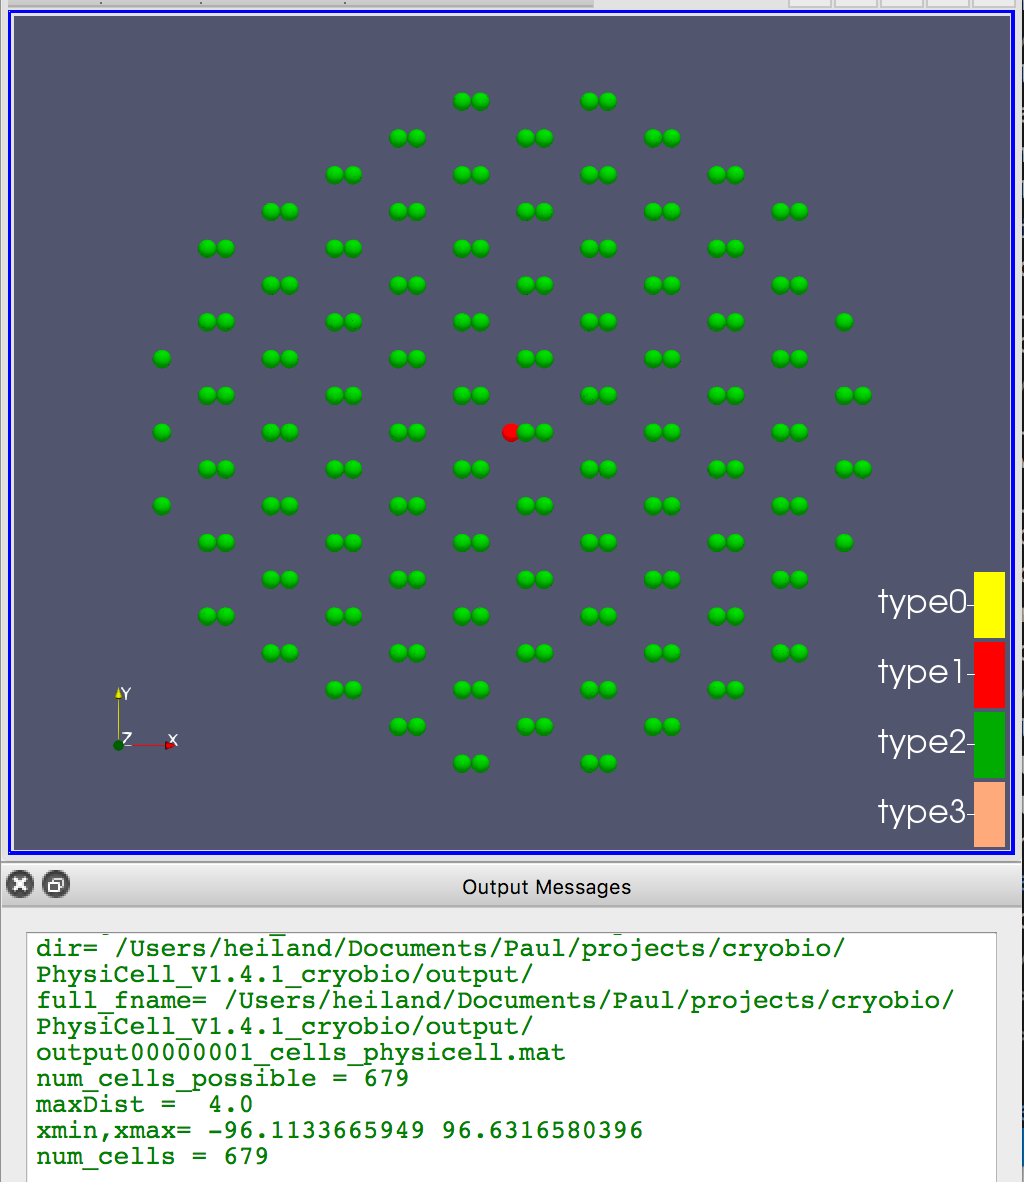 type0
type1
type2
type3
Y
Z
X
Output Messages
dir= /Users/heiland/Documents/Paul/projects/cryobio/
PhysiCell_V1.4.1_cryobio/output/
full_fname= /Users/heiland/Documents/Paul/projects/cryobio/
PhysiCell_V1.4.1_cryobio/output/
output00000001_cells_physicell.mat
num_cells_possible = 679
maxDist =  4.0
xmin,xmax= -96.1133665949 96.6316580396
num_cells = 679